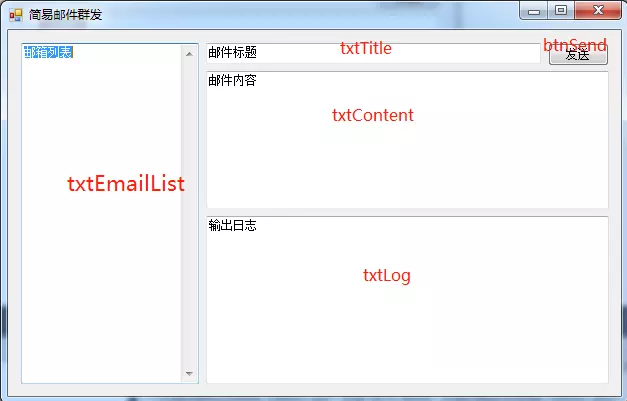 简易邮件群发
邮箱列表
邮件标题
txtTitle
btnSend
发送
邮件内容
txtContent
txtEmailList
输出日志
txtLog